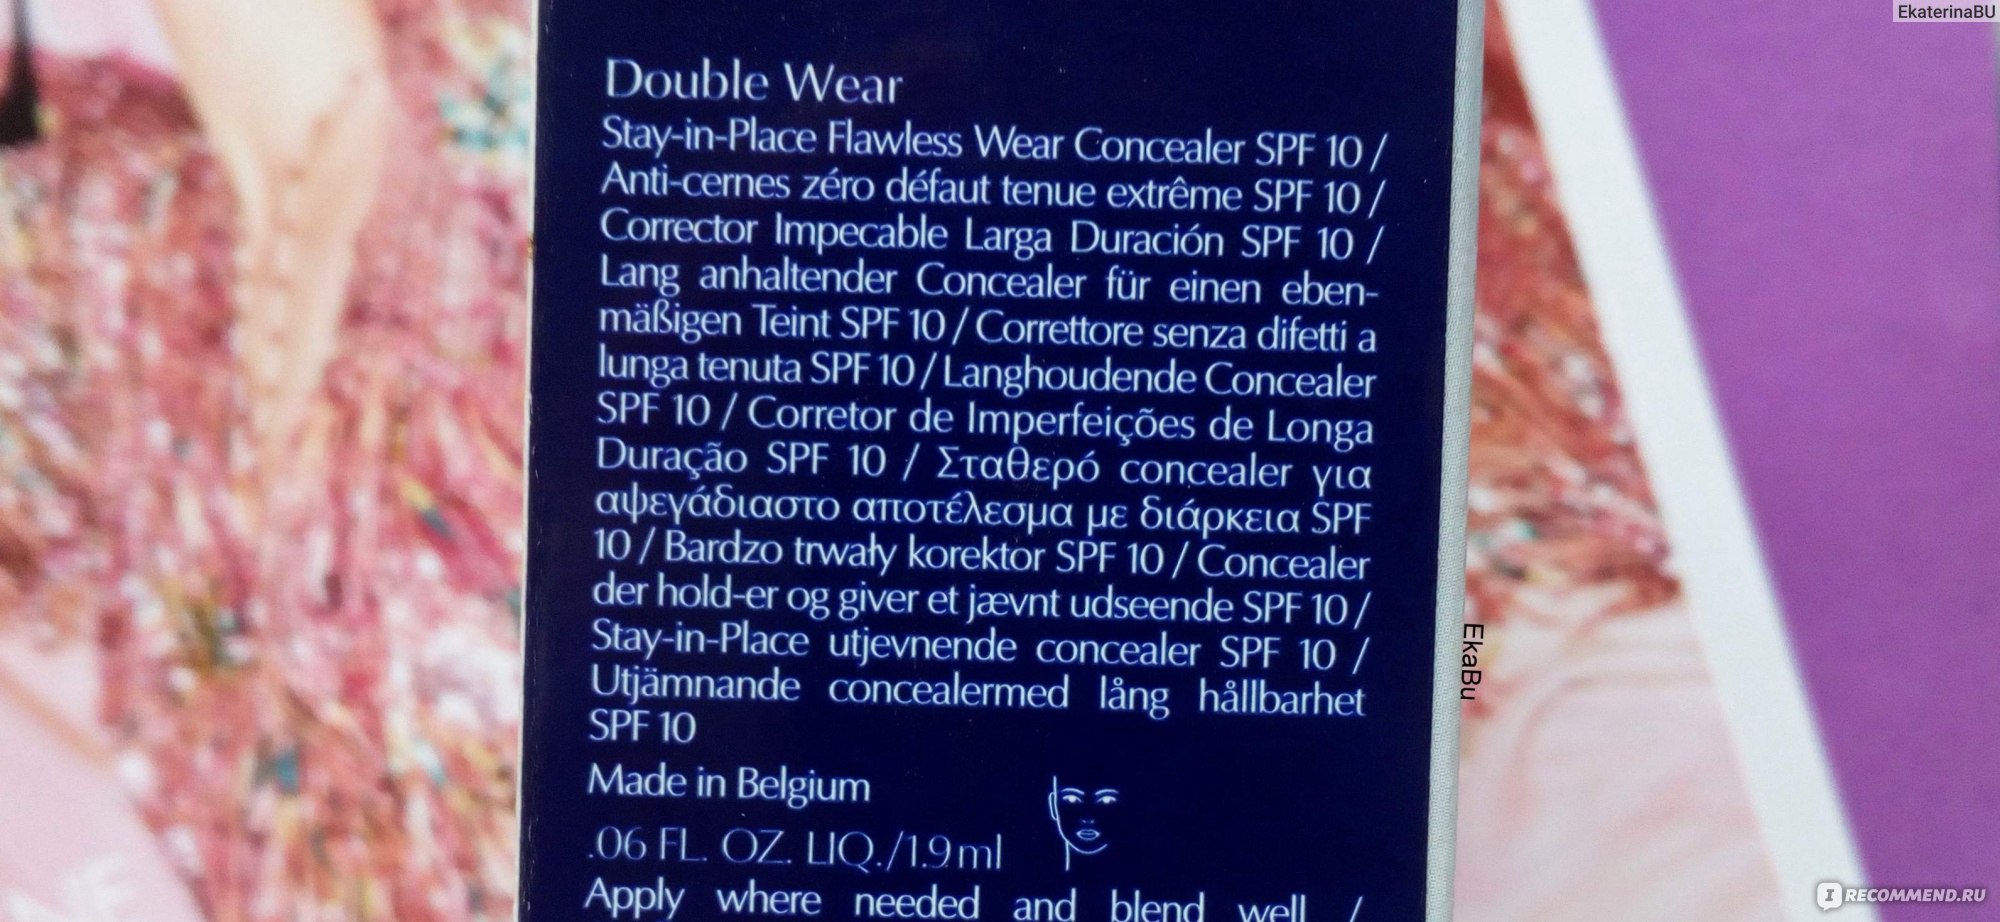 EkaterinaBU
Double Wear
Stay-in-Place Flawless Wear Concealer SPF 10 /
Anti-cernes zéro défaut tenue extrême SPF 10 /
Corrector Impecable Larga Duración SPF 10 /
Lang anhaltender Concealer für einen eben-
mäßigen Teint SPF 10 / Correttore senza difetti a
lunga tenuta SPF 10 / Langhoudende Concealer
SPF 10 / Corretor de Imperfeições de Longa
Duração SPF 10 / Σταθερό concealer για
αψεγάδιαστο αποτέλεσμα με διάρκεια SPF
10 / Bardzo trwały korektor SPF 10 / Concealer
der hold-er og giver et jævnt udseende SPF 10 /
Stay-in-Place utjevnende concealer SPF 10 /
Utjämnande concealermed lång hållbarhet
SPF 10
Made in Belgium
.06 FL. OZ. LIQ./1.9 ml
Apply where needed and blend well /
EkaBu
IRECOMMEND.RU